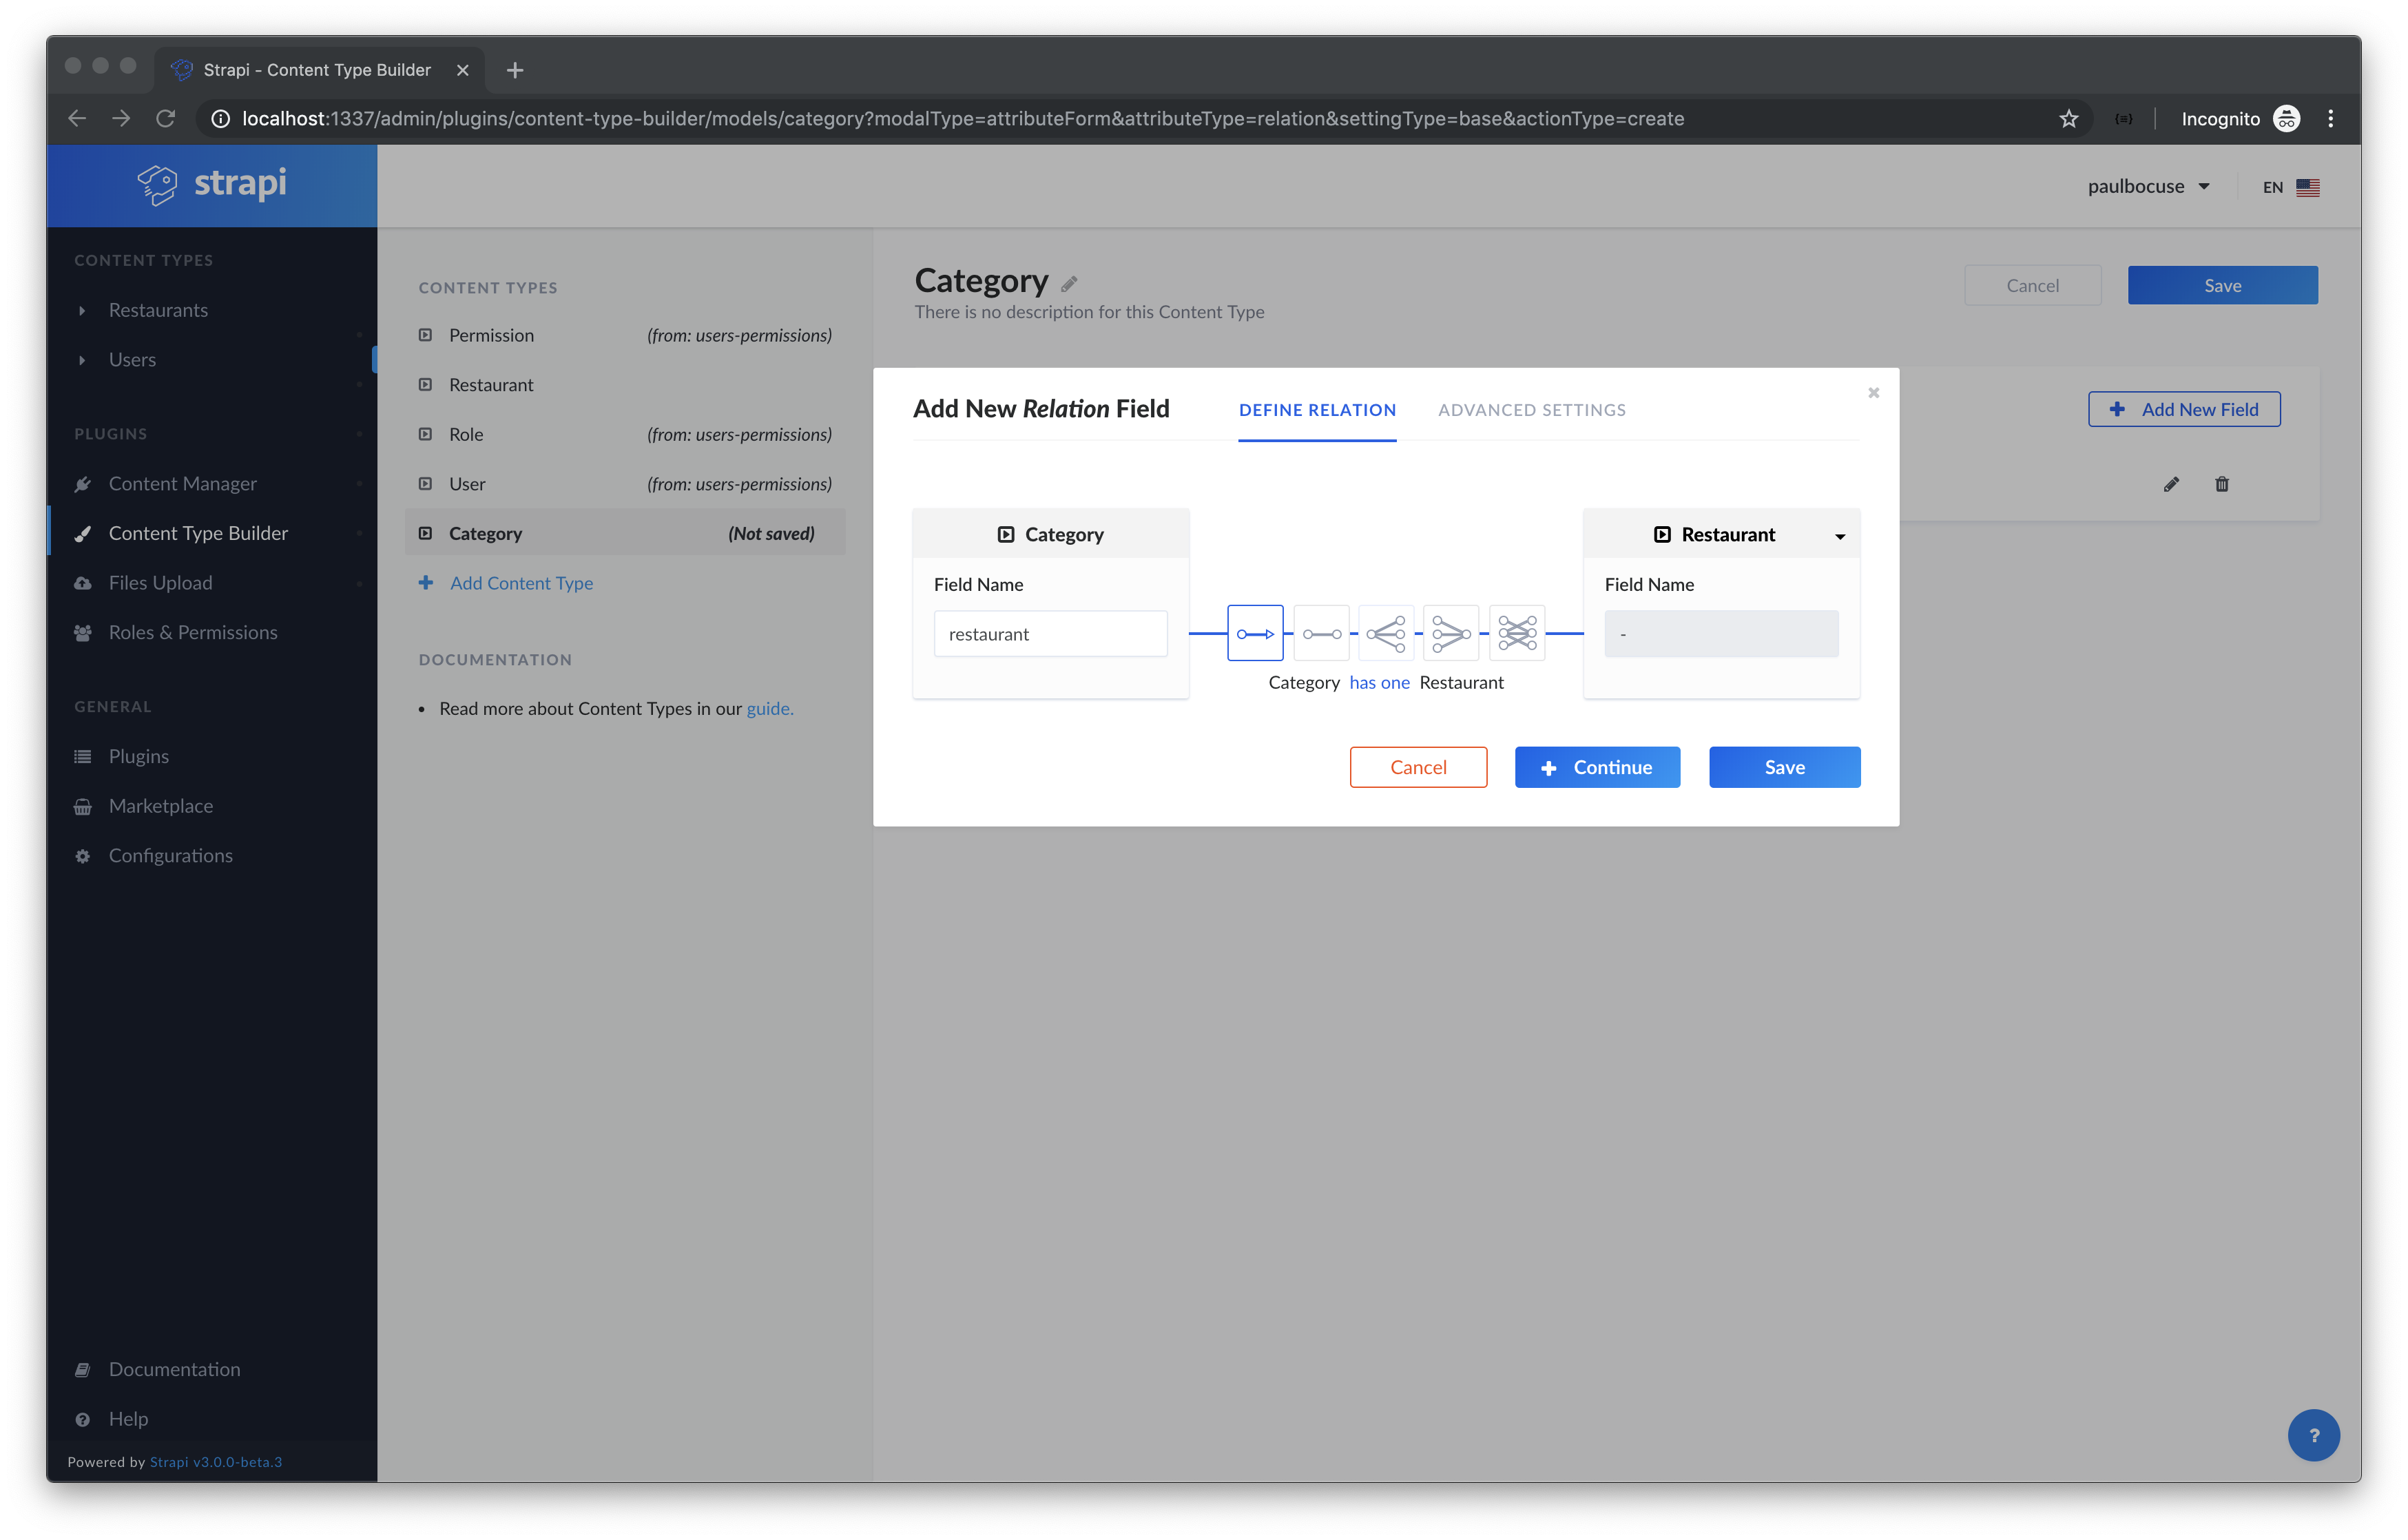 Strapi - Content Type Builder
localhost:1337/admin/plugins/content-type-builder/models/category?modalType=attributeForm&attributeType=relation&settingType=base&actionType=create
Incognito
strapi
paulbocuse
EN
CONTENT TYPES
Restaurants
Users
PLUGINS
Content Manager
Content Type Builder
Files Upload
Roles & Permissions
GENERAL
Plugins
Marketplace
Configurations
Documentation
Help
Powered by Strapi v3.0.0-beta.3
CONTENT TYPES
Permission (from: users-permissions)
Restaurant
Role (from: users-permissions)
User (from: users-permissions)
Category (Not saved)
Add Content Type
DOCUMENTATION
• Read more about Content Types in our guide.
Category
There is no description for this Content Type
Cancel
Save
Add New Field
Add New Relation Field
DEFINE RELATION
ADVANCED SETTINGS
Category
Field Name
restaurant
Category has one Restaurant
Restaurant
Field Name
-
Cancel
Continue
Save
?